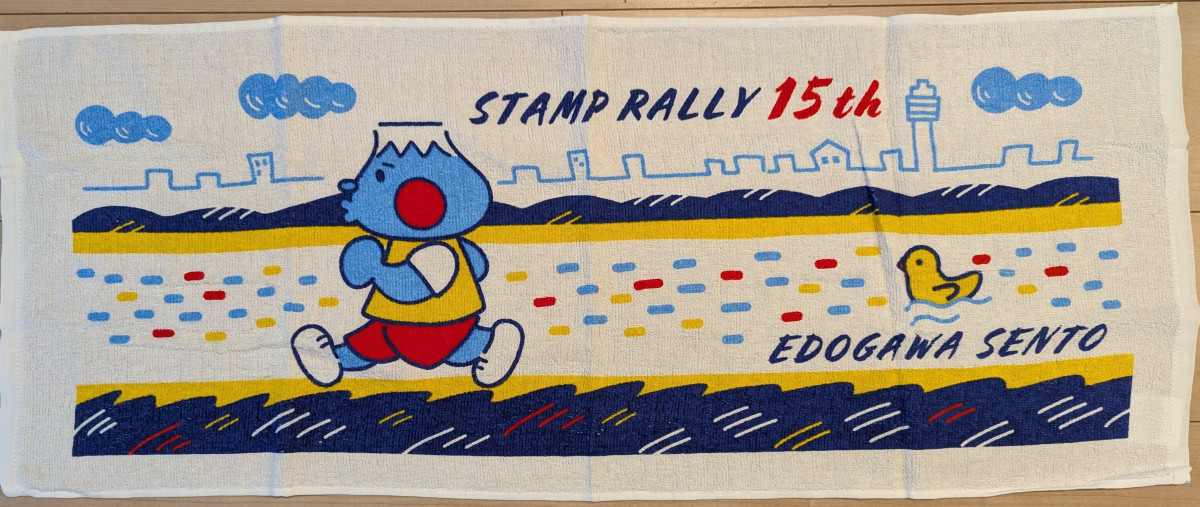 STAMP RALLY 15th
EDOGAWA SENTO